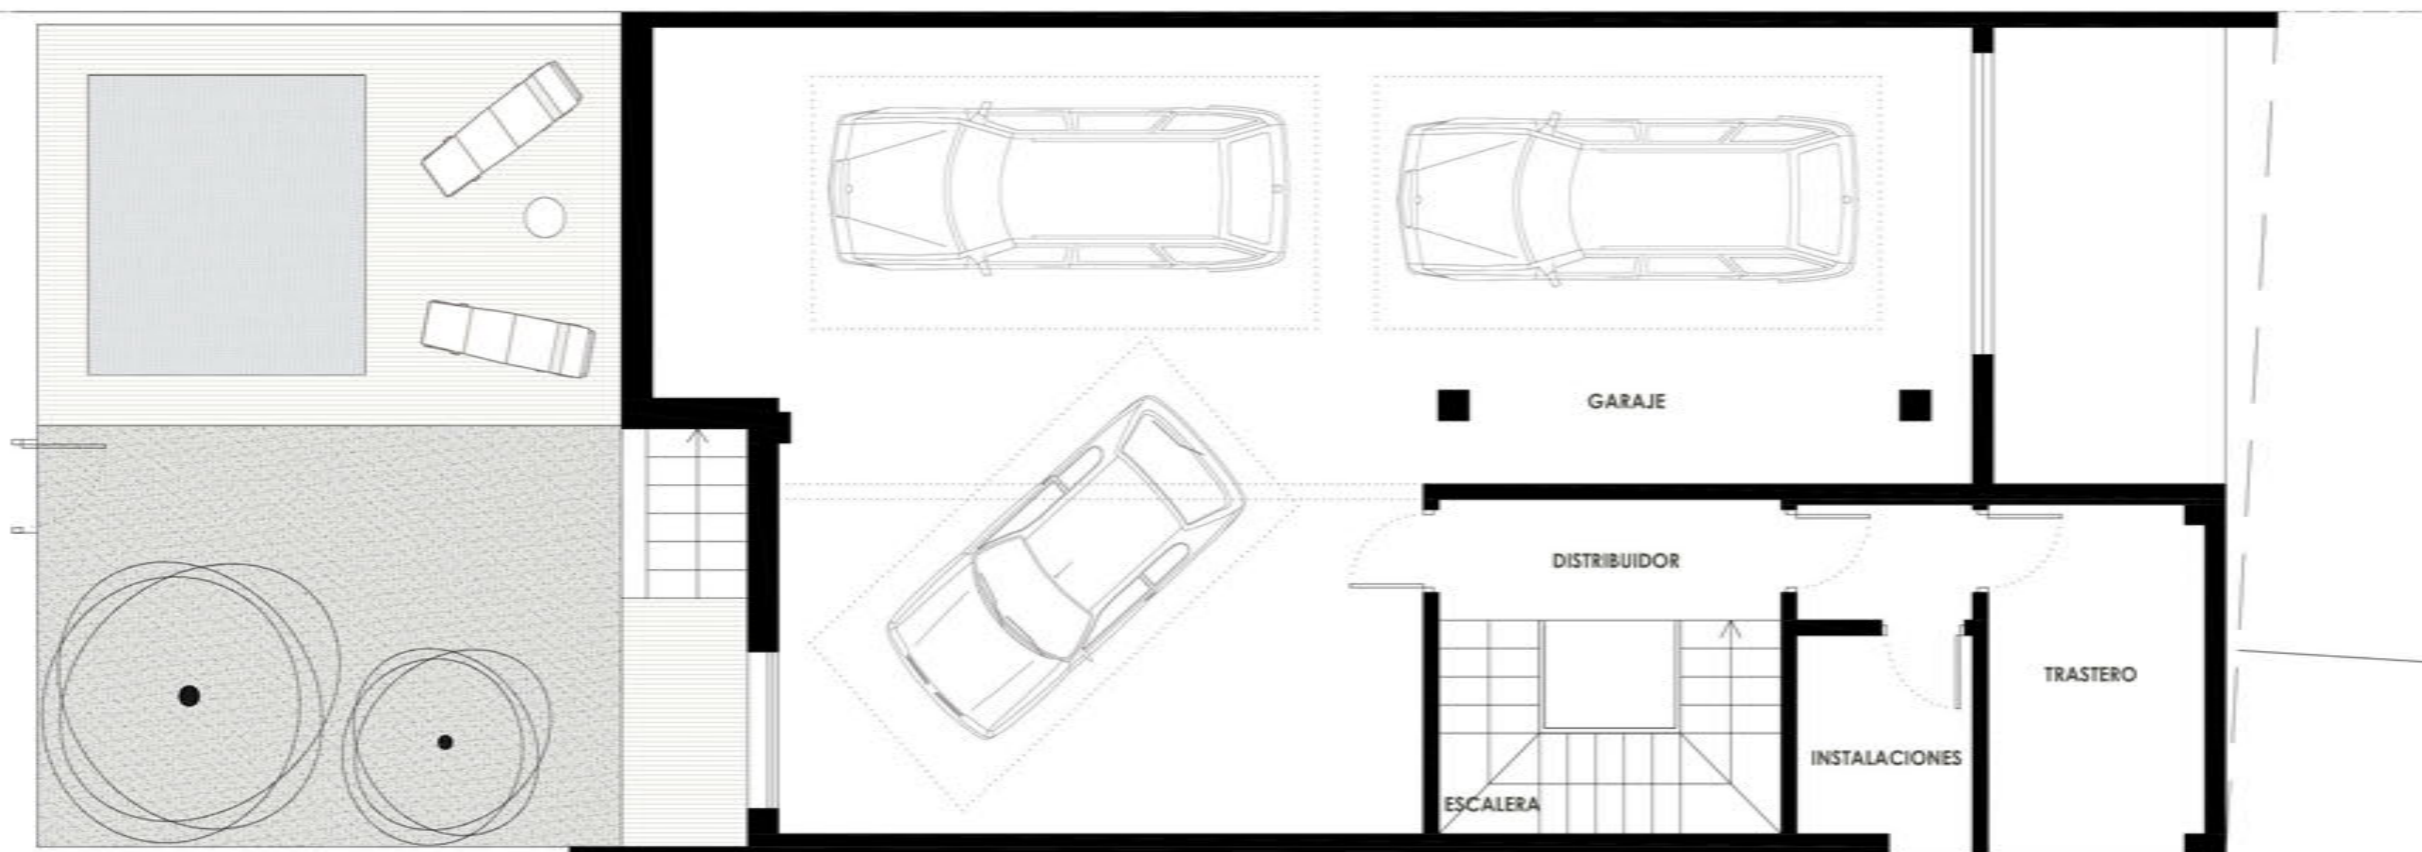 GARAJE
DISTRIBUIDOR
TRASTERO
INSTALACIONES
ESCALERA